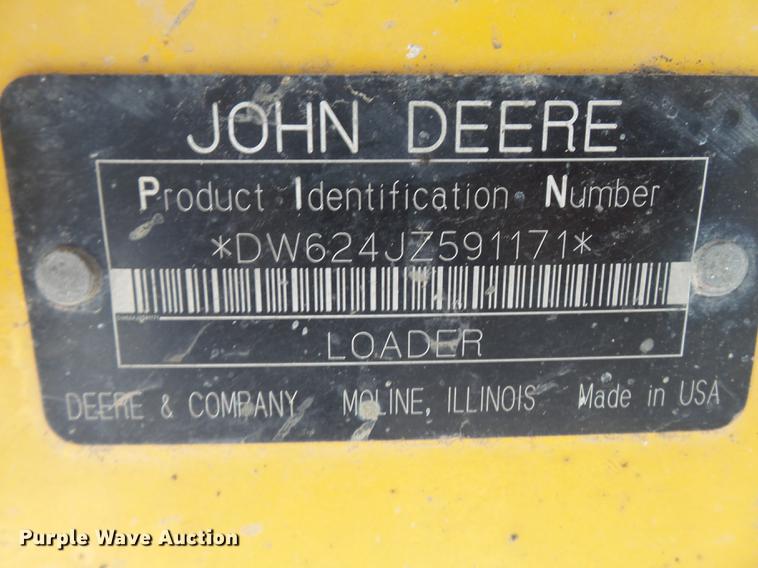 JOHN DEERE
Product Identification Number
*DW624JZ591171*
LOADER
DEERE & COMPANY MOLINE, ILLINOIS Made in USA
Purple Wave Auction